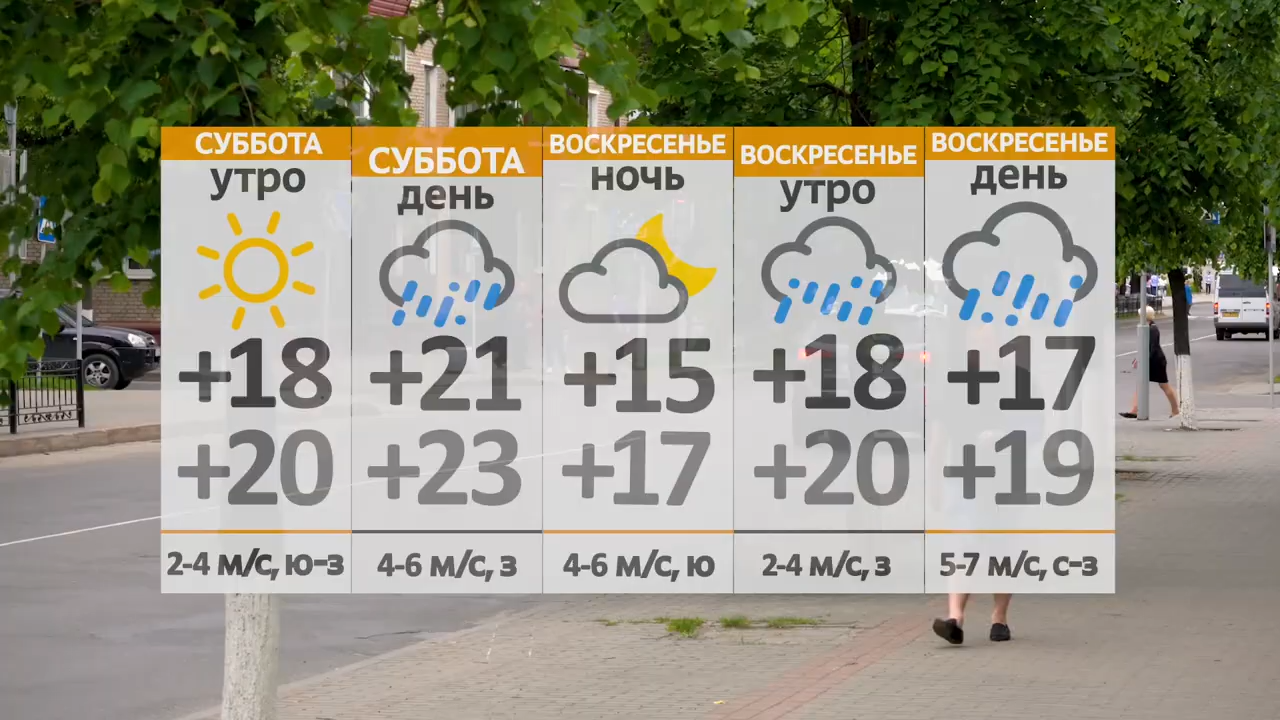 СУББОТА
утро
+18
+20
2-4 м/с, ю-з
СУББОТА
день
+21
+23
4-6 м/с, з
ВОСКРЕСЕНЬЕ
ночь
+15
+17
4-6 м/с, ю
ВОСКРЕСЕНЬЕ
утро
+18
+20
2-4 м/с, з
ВОСКРЕСЕНЬЕ
день
+17
+19
5-7 м/с, с-з